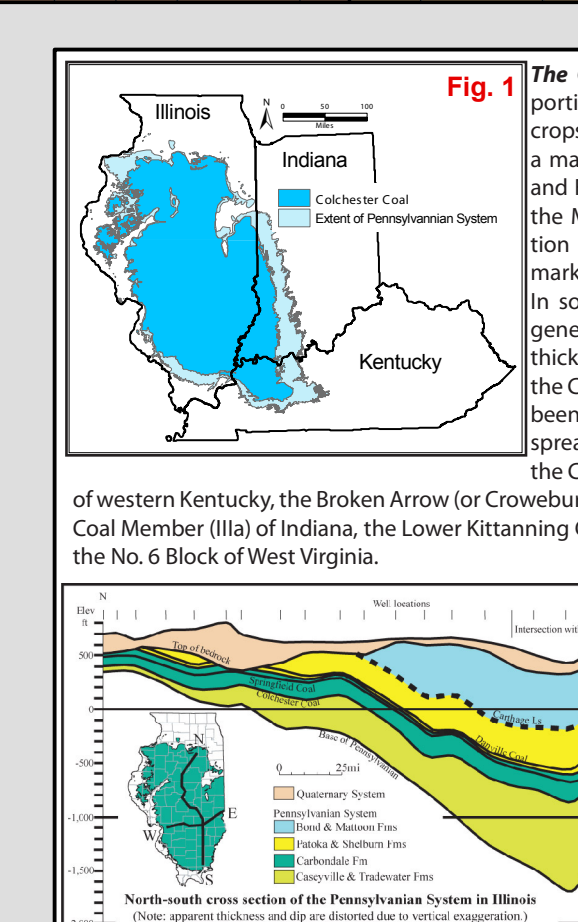 Fig. 1
Illinois
N
0 50 100
Miles
Indiana
Colchester Coal
Extent of Pennsylvannian System
Kentucky
The
porti
crops
a ma
and
the M
tion
mark
In so
gene
thick
the C
been
sprea
the C
of western Kentucky, the Broken Arrow (or Crowebur
Coal Member (IIIa) of Indiana, the Lower Kittanning
the No. 6 Block of West Virginia.
N
Elev
ft
Well locations
Intersection wit
500
0
-500
-1,000
-1,500
Top of bedrock
Springfield Coal
Colchester Coal
Base of Pennsylvanian
Carthage Ls
Danville Coal
N
E
W
S
0 25mi
Quaternary System
Pennsylvanian System
Bond & Mattoon Fms
Patoka & Shelburn Fms
Carbondale Fm
Caseyville & Tradewater Fms
North-south cross section of the Pennsylvanian System in Illinois
(Note: apparent thickness and dip are distorted due to vertical exaggeration.)